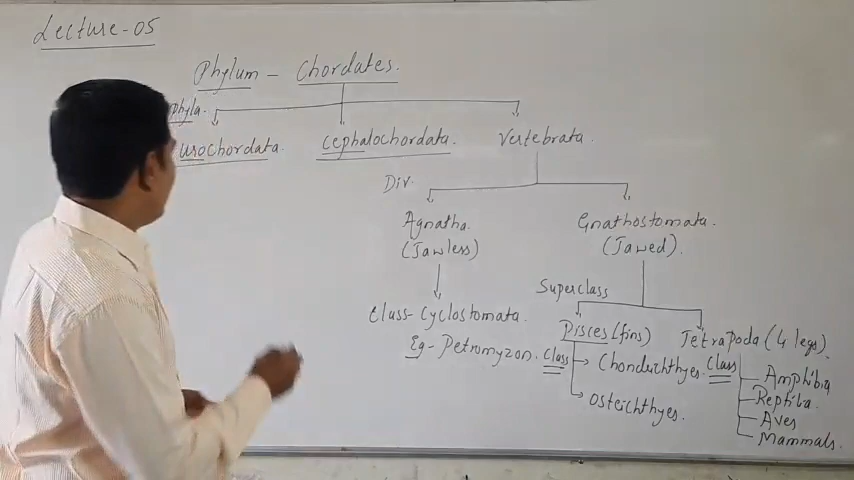 Lecture-05
Phylum - Chordates.
phyla.
urochordata. cephalochordata. Vertebrata.
Div.
Agnatha. Gnathostomata.
(Jawless) (Jawed).
Superclass
Class-Cyclostomata. Pisces (fins) Tetrapoda (4 legs).
Eg- Petromyzon. Class Chondrichthyes. Class
Amphibia
Osteichthyes. Reptilia.
Aves
Mammals.